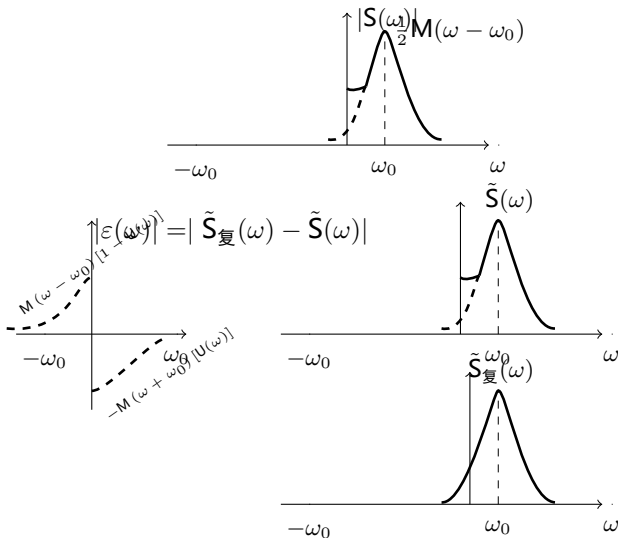 |S(ω)|
½M(ω − ω₀)
−ω₀ ω₀ ω
|ε(ω)| =| S̃复(ω) − S̃(ω)|
M (ω − ω₀) [1 − U(ω)]
−ω₀ ω₀
−M (ω + ω₀) [U(ω)]
S̃(ω)
−ω₀ ω₀ ω
S̃复(ω)
−ω₀ ω₀ ω